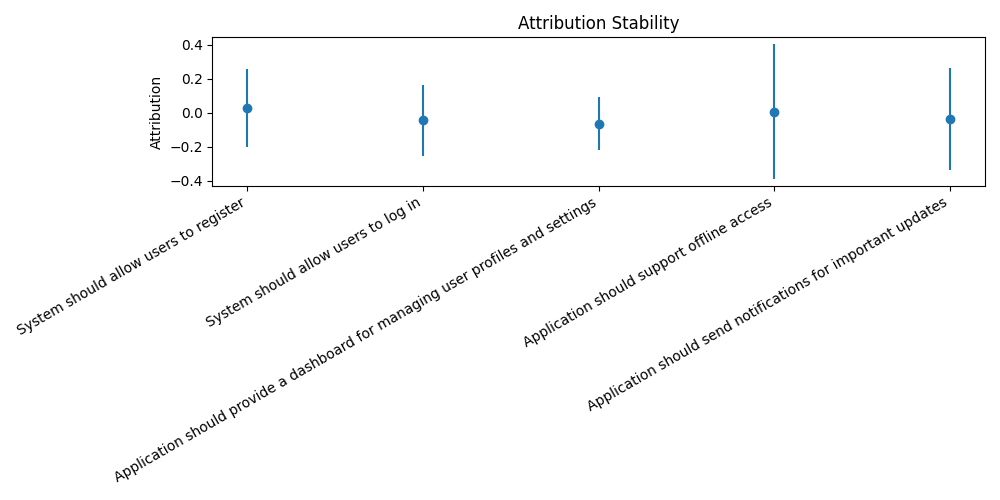 Attribution Stability
Attribution
0.4
0.2
0.0
−0.2
−0.4
System should allow users to register
System should allow users to log in
Application should provide a dashboard for managing user profiles and settings
Application should support offline access
Application should send notifications for important updates